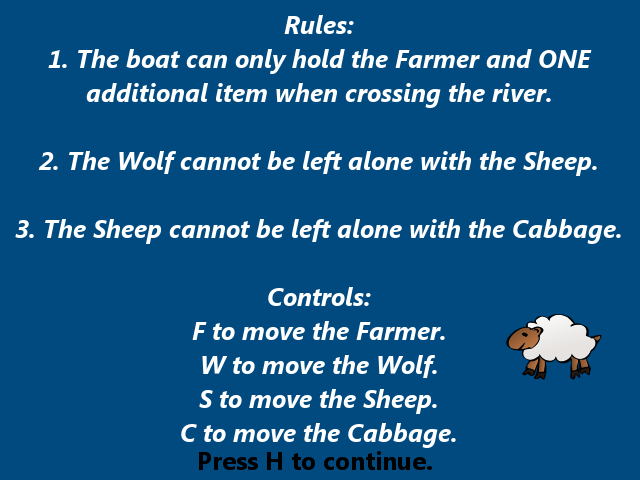 Rules:
1. The boat can only hold the Farmer and ONE
additional item when crossing the river.
2. The Wolf cannot be left alone with the Sheep.
3. The Sheep cannot be left alone with the Cabbage.
Controls:
F to move the Farmer.
W to move the Wolf.
S to move the Sheep.
C to move the Cabbage.
Press H to continue.